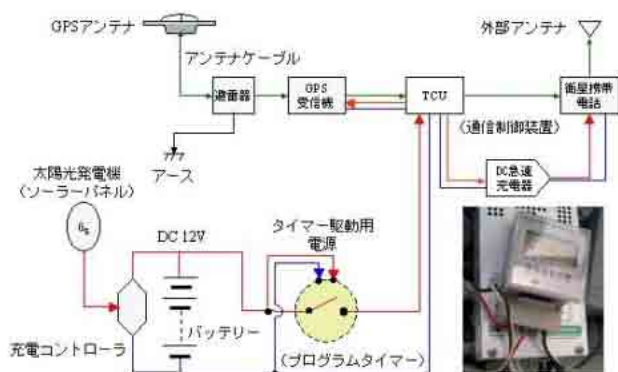 GPSアンテナ
外部アンテナ
アンテナケーブル
避雷器
GPS
受信機
TCU
衛星携帯
電話
(通信制御装置)
アース
DC急速
充電器
太陽光発電機
(ソーラーパネル)
DC 12V
タイマー駆動用
電源
バッテリー
充電コントローラ
(プログラムタイマー)